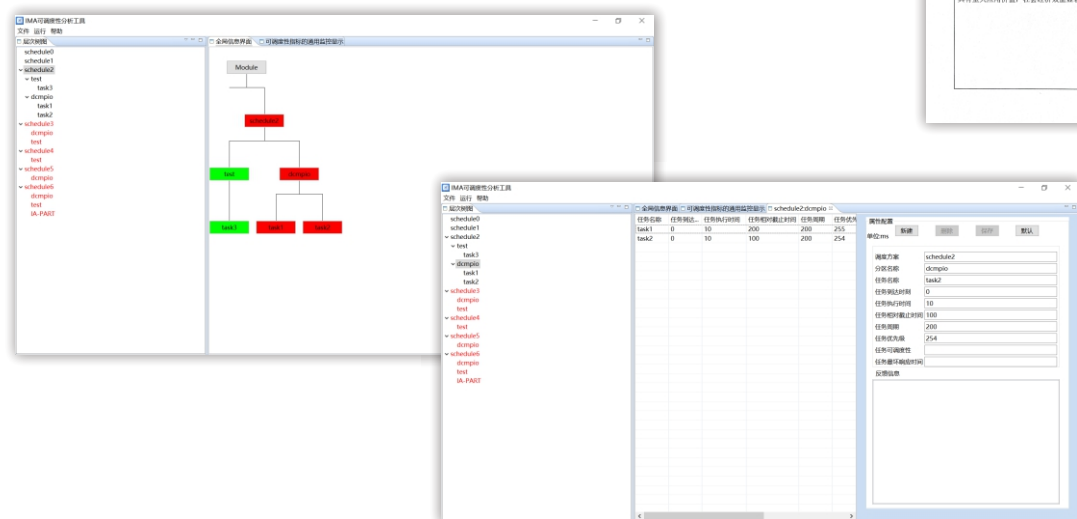 IMA可调度性分析工具
文件 运行 帮助
层次树图
全局信息界面 可调度性指标的通用监控显示
schedule0
schedule1
schedule2
test
task3
dcmpio
task1
task2
schedule3
dcmpio
test
schedule4
test
schedule5
dcmpio
schedule6
dcmpio
test
IA-PART
Module
schedule2
test
dcmpio
task3
task1
task2
IMA可调度性分析工具
文件 运行 帮助
层次树图
全局信息界面 可调度性指标的通用监控显示 schedule2:dcmpio
schedule0
schedule1
schedule2
test
task3
dcmpio
task1
task2
schedule3
dcmpio
test
schedule4
test
schedule5
dcmpio
schedule6
dcmpio
test
IA-PART
任务名称 任务到达... 任务执行时间 任务相对截止时间 任务周期 任务优先
task1 0 10 200 200 255
task2 0 10 100 200 254
属性配置
单位:ms 新建 删除 保存 默认
调度方案 schedule2
分区名称 dcmpio
任务名称 task2
任务到达时刻 0
任务执行时间 10
任务相对截止时间 100
任务周期 200
任务优先级 254
任务可调度性
任务最坏响应时间
反馈信息